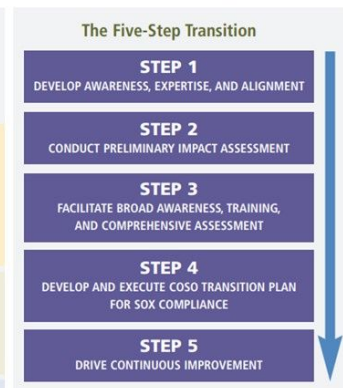 The Five-Step Transition
STEP 1
DEVELOP AWARENESS, EXPERTISE, AND ALIGNMENT
STEP 2
CONDUCT PRELIMINARY IMPACT ASSESSMENT
STEP 3
FACILITATE BROAD AWARENESS, TRAINING,
AND COMPREHENSIVE ASSESSMENT
STEP 4
DEVELOP AND EXECUTE COSO TRANSITION PLAN
FOR SOX COMPLIANCE
STEP 5
DRIVE CONTINUOUS IMPROVEMENT